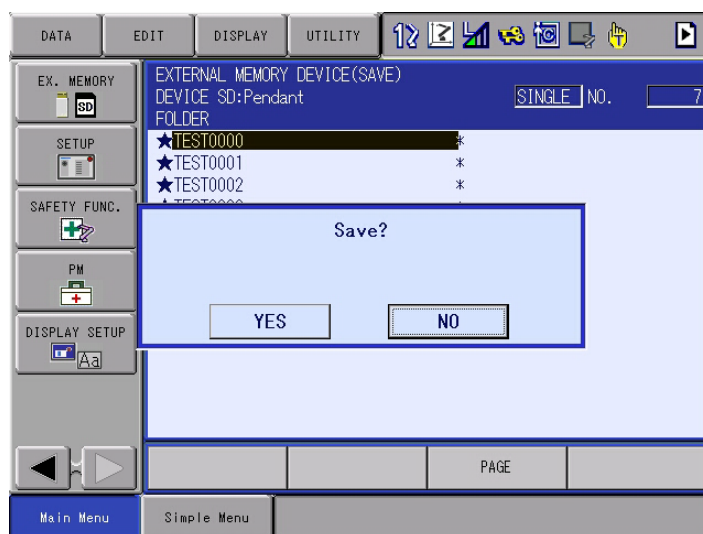 DATA
EDIT
DISPLAY
UTILITY
EX. MEMORY
SD
SETUP
SAFETY FUNC.
PM
DISPLAY SETUP
Aa
EXTERNAL MEMORY DEVICE(SAVE)
DEVICE SD:Pendant
SINGLE NO. 7
FOLDER
★TEST0000 *
★TEST0001 *
★TEST0002 *
Save?
YES
NO
PAGE
Main Menu
Simple Menu